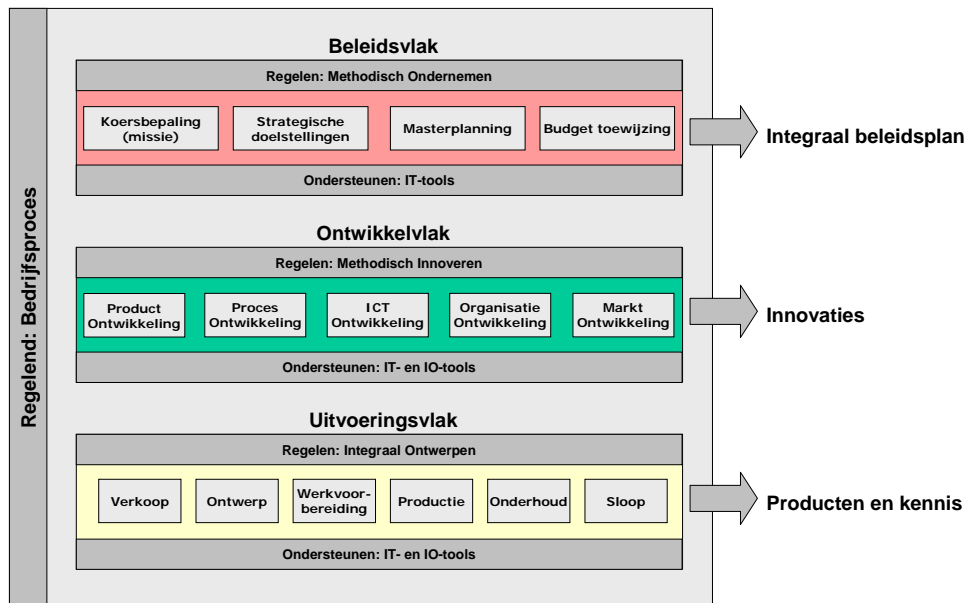 Regelend: Bedrijfsproces
Beleidsvlak
Regelen: Methodisch Ondernemen
Koersbepaling
(missie)
Strategische
doelstellingen
Masterplanning
Budget toewijzing
Ondersteunen: IT-tools
Integraal beleidsplan
Ontwikkelvlak
Regelen: Methodisch Innoveren
Product
Ontwikkeling
Proces
Ontwikkeling
ICT
Ontwikkeling
Organisatie
Ontwikkeling
Markt
Ontwikkeling
Ondersteunen: IT- en IO-tools
Innovaties
Uitvoeringsvlak
Regelen: Integraal Ontwerpen
Verkoop
Ontwerp
Werkvoor-
bereiding
Productie
Onderhoud
Sloop
Ondersteunen: IT- en IO-tools
Producten en kennis